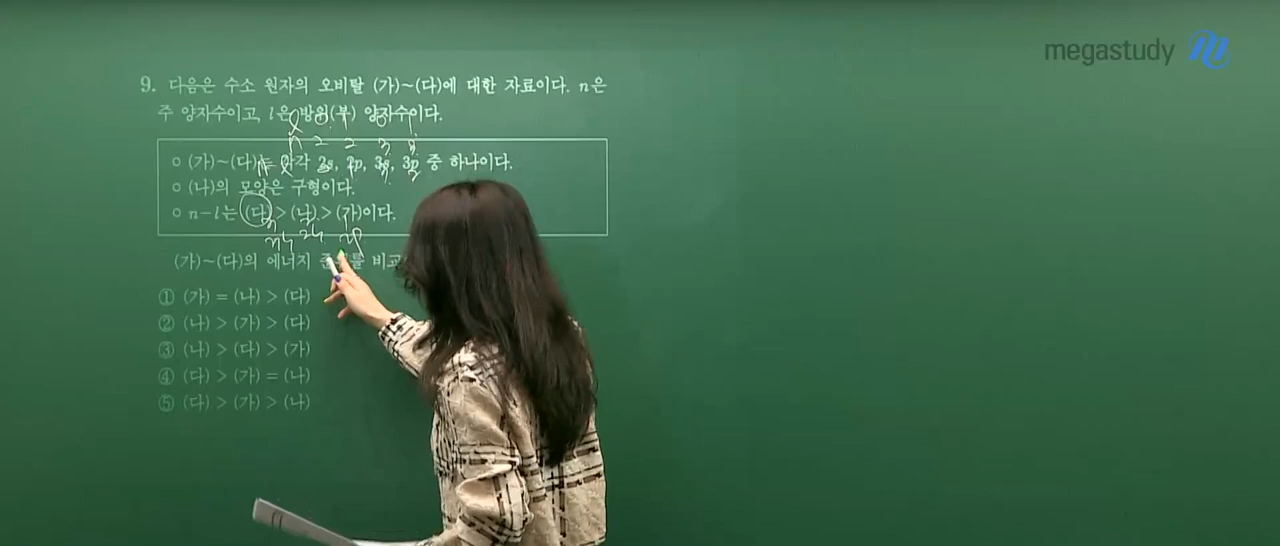 megastudy
9. 다음은 수소 원자의 오비탈 (가)~(다)에 대한 자료이다. n은
주 양자수이고, l은 방위(부) 양자수이다.
○ (가)~(다)는 각각 2s, 2p, 3s, 3p 중 하나이다.
○ (나)의 모양은 구형이다.
○ n-l는 (다)>(나)>(가)이다.
(가)~(다)의 에너지 준위를 비교
① (가) = (나) > (다)
② (나) > (가) > (다)
③ (나) > (다) > (가)
④ (다) > (가) = (나)
⑤ (다) > (가) > (나)